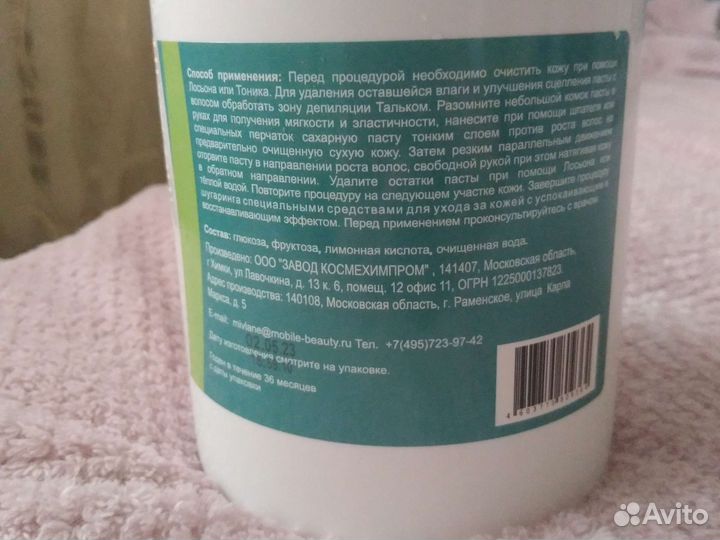 Способ применения: Перед процедурой необходимо очистить кожу при помощи
Лосьона или Тоника. Для удаления оставшейся влаги и улучшения сцепления пасты с
волосом обработать зону депиляции Тальком. Разомните небольшой комок пасты в
руках для получения мягкости и эластичности, нанесите при помощи шпателя или
специальных перчаток сахарную пасту тонким слоем против роста волос на
предварительно очищенную сухую кожу. Затем резким параллельным движением
оторвите пасту в направлении роста волос, свободной рукой при этом натягивая кожу
в обратном направлении. Удалите остатки пасты при помощи Лосьона или
тёплой водой. Повторите процедуру на следующем участке кожи. Завершите процедуру
шугаринга специальными средствами для ухода за кожей с успокаивающим и
восстанавливающим эффектом. Перед применением проконсультируйтесь с врачом
Состав: глюкоза, фруктоза, лимонная кислота, очищенная вода.
Произведено: ООО "ЗАВОД КОСМЕХИМПРОМ" , 141407, Московская область,
г Химки, ул Лавочкина, д. 13 к. 6, помещ. 12 офис 11, ОГРН 1225000137823.
Адрес производства: 140108, Московская область, г. Раменское, улица Карла
Маркса, д. 5
E-mail: miviane@mobile-beauty.ru Тел. +7(495)723-97-42
02.05.23
Дату изготовления смотрите на упаковке.
Годен в течение 36 месяцев
с даты упаковки
Avito